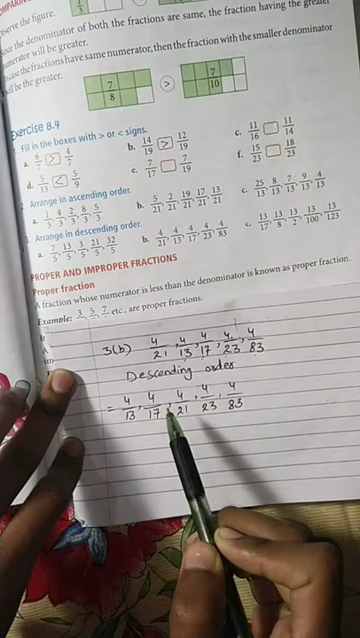 COMPARING
Observe the figure.
Since the denominator of both the fractions are same, the fraction having the greater
numerator will be greater.
In case the fractions have same numerator, then the fraction with the smaller denominator
will be the greater.
7/8 > 7/10
Exercise 8.4
Fill in the boxes with > or < signs.
a. 6/7 > 4/7 b. 14/19 > 12/19 c. 11/16 □ 11/14
d. 5/13 < 5/9 e. 7/17 □ 7/19 f. 15/23 □ 18/23
Arrange in ascending order.
a. 1/3, 4/3, 2/3, 8/3, 5/3 b. 5/21, 2/21, 19/21, 17/21, 13/21 c. 25/13, 8/13, 7/13, 9/13, 4/13
Arrange in descending order.
a. 7/5, 13/5, 3/5, 21/5, 32/5 b. 4/21, 4/13, 4/17, 4/23, 4/83 c. 13/17, 13/8, 13/2, 13/100, 13/123
PROPER AND IMPROPER FRACTIONS
Proper fraction
A fraction whose numerator is less than the denominator is known as proper fraction.
Example: 3, 5, 7 etc., are proper fractions.
3(b) 4/21, 4/13, 4/17, 4/23, 4/83
Descending order
= 4/13, 4/17, 4/21, 4/23, 4/83